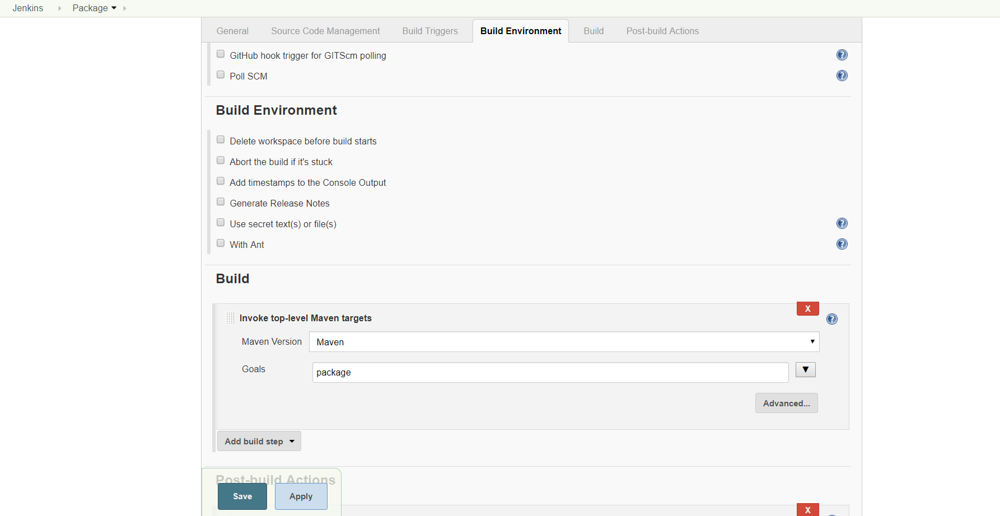 Jenkins Package
General Source Code Management Build Triggers Build Environment Build Post-build Actions
GitHub hook trigger for GITScm polling
Poll SCM
Build Environment
Delete workspace before build starts
Abort the build if it's stuck
Add timestamps to the Console Output
Generate Release Notes
Use secret text(s) or file(s)
With Ant
Build
X
Invoke top-level Maven targets
Maven Version Maven
Goals package
Advanced...
Add build step
Post-build Actions
Save Apply
X